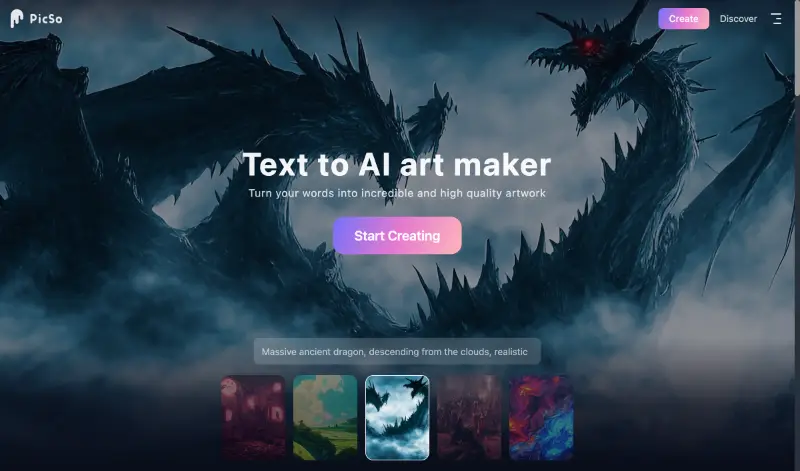 PicSo
Create
Discover
Text to AI art maker
Turn your words into incredible and high quality artwork
Start Creating
Massive ancient dragon, descending from the clouds, realistic